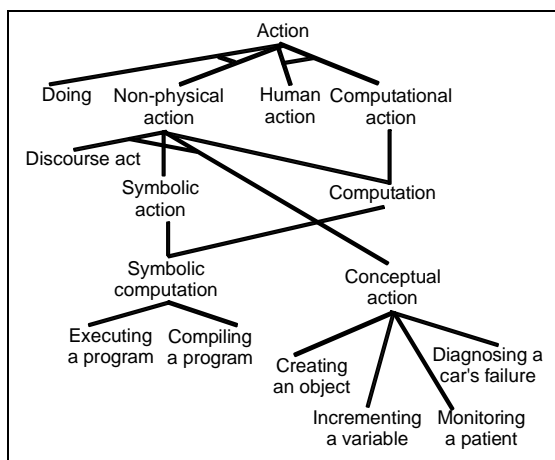 Action
Doing
Non-physical
action
Human
action
Computational
action
Discourse act
Symbolic
action
Computation
Symbolic
computation
Conceptual
action
Executing
a program
Compiling
a program
Creating
an object
Diagnosing a
car's failure
Incrementing
a variable
Monitoring
a patient